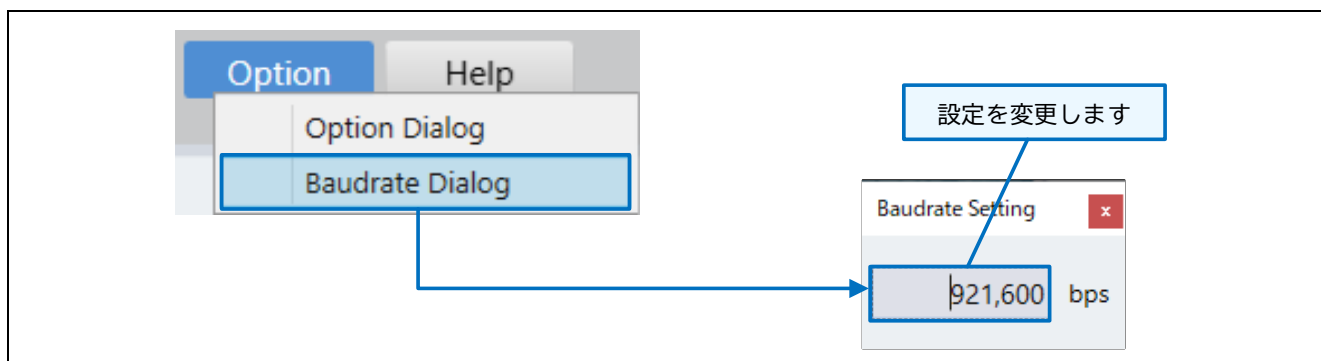 Option Help
Option Dialog
Baudrate Dialog
設定を変更します
Baudrate Setting x
921,600 bps